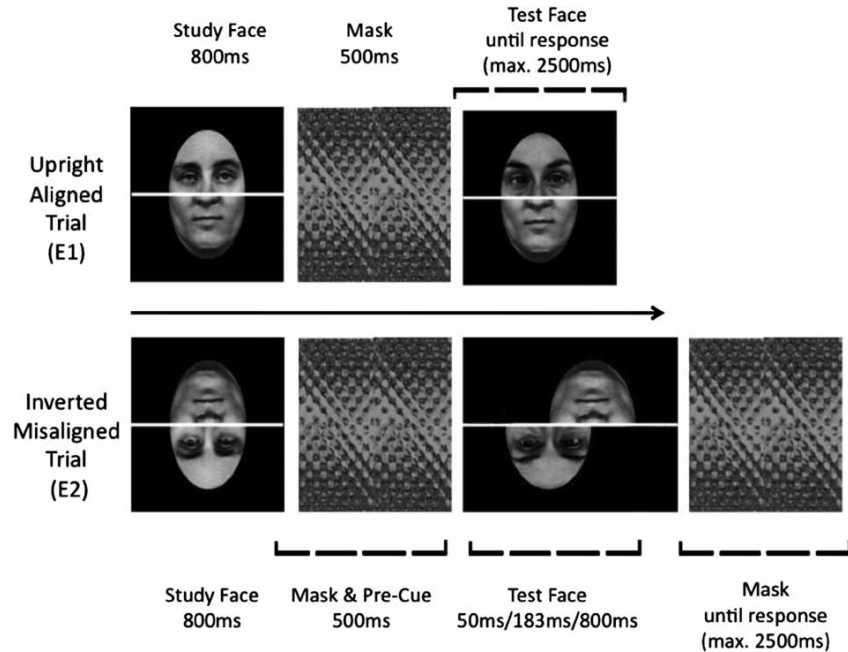 Study Face
800ms
Mask
500ms
Test Face
until response
(max. 2500ms)
Upright
Aligned
Trial
(E1)
Inverted
Misaligned
Trial
(E2)
Study Face
800ms
Mask & Pre-Cue
500ms
Test Face
50ms/183ms/800ms
Mask
until response
(max. 2500ms)